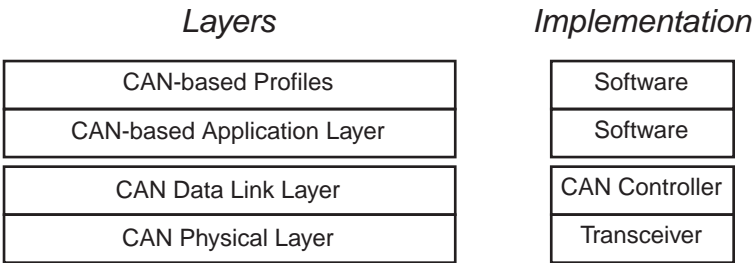 Layers Implementation
CAN-based Profiles Software
CAN-based Application Layer Software
CAN Data Link Layer CAN Controller
CAN Physical Layer Transceiver